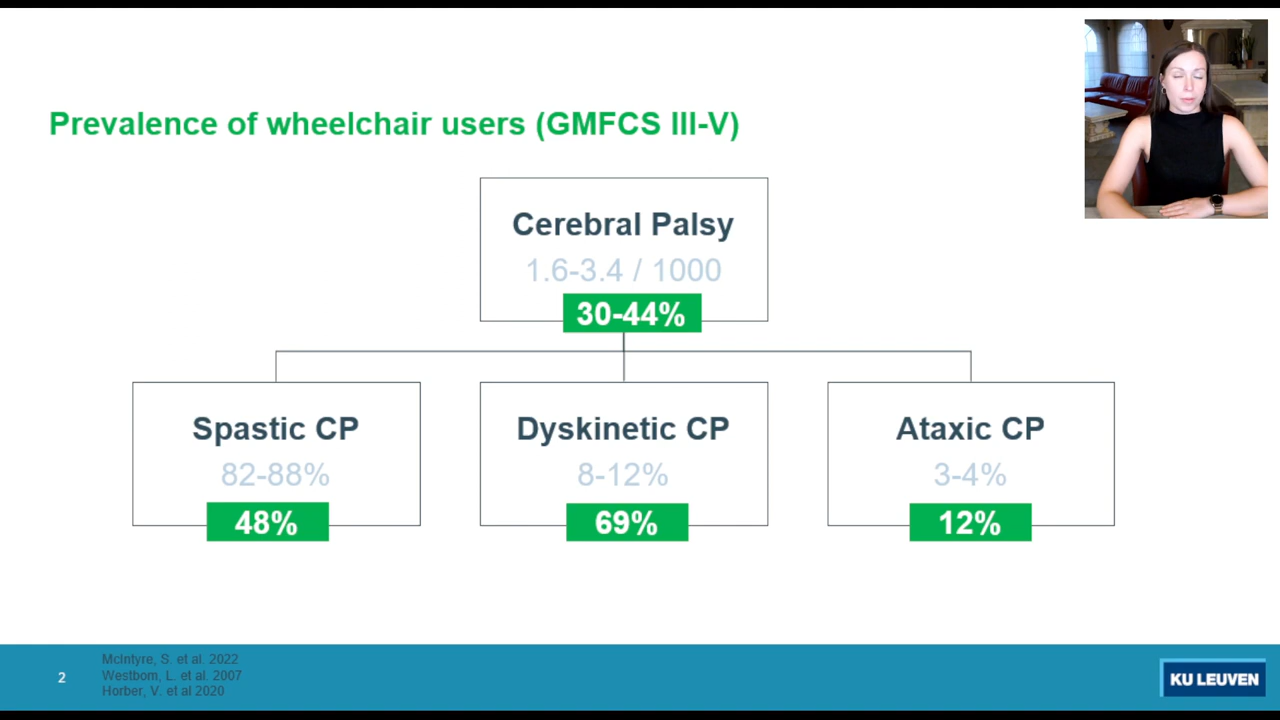 Prevalence of wheelchair users (GMFCS III-V)
Cerebral Palsy
1.6-3.4 / 1000
30-44%
Spastic CP
82-88%
48%
Dyskinetic CP
8-12%
69%
Ataxic CP
3-4%
12%
2
McIntyre, S. et al. 2022
Westbom, L. et al. 2007
Horber, V. et al 2020
KU LEUVEN